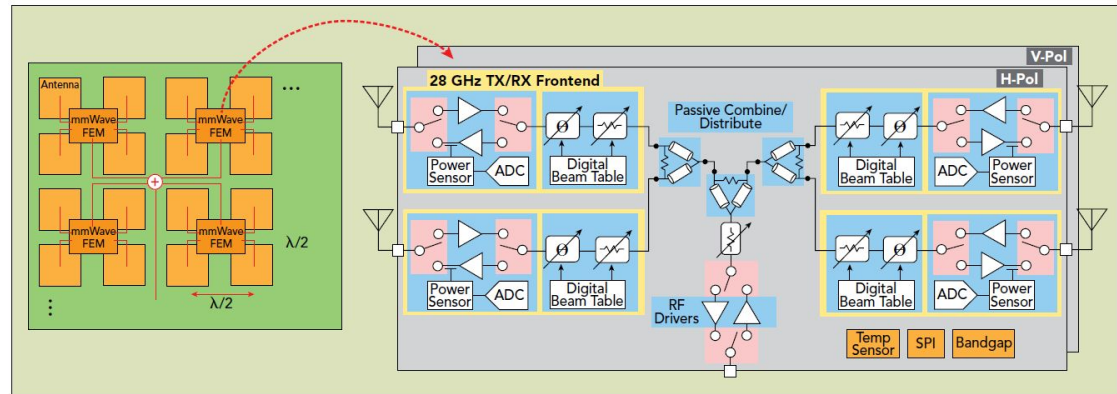 Antenna
mmWave
FEM
mmWave
FEM
...
mmWave
FEM
mmWave
FEM
λ/2
λ/2
V-Pol
H-Pol
28 GHz TX/RX Frontend
Passive Combine/
Distribute
Power
Sensor
ADC
Digital
Beam Table
Digital
Beam Table
ADC
Power
Sensor
Power
Sensor
ADC
Digital
Beam Table
Digital
Beam Table
ADC
Power
Sensor
RF
Drivers
Temp
Sensor
SPI
Bandgap
θ
θ
θ
θ